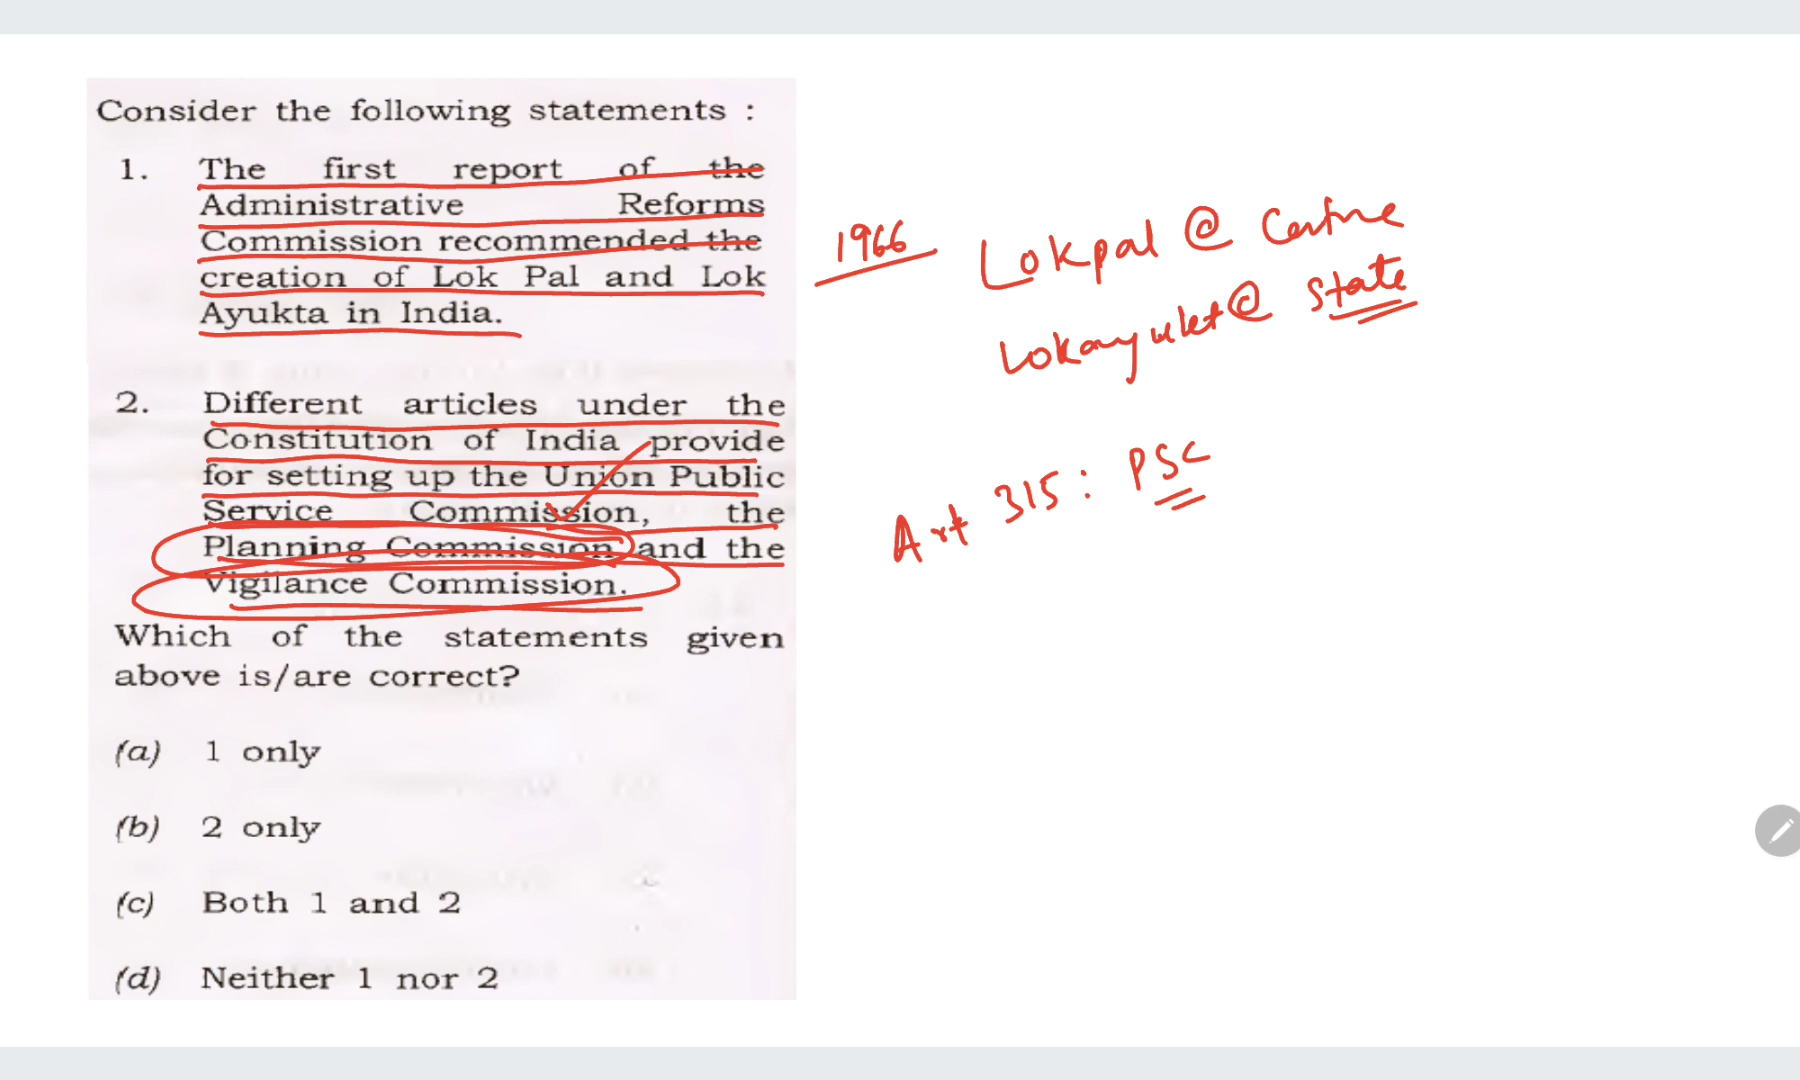 Consider the following statements :
1. The first report of the
Administrative Reforms
Commission recommended the
creation of Lok Pal and Lok
Ayukta in India.
1966
Lokpal @ Centre
Lokayukt @ State
2. Different articles under the
Constitution of India provide
for setting up the Union Public
Service Commission, the
Planning Commission and the
Vigilance Commission.
Art 315: PSC
Which of the statements given
above is/are correct?
(a) 1 only
(b) 2 only
(c) Both 1 and 2
(d) Neither 1 nor 2